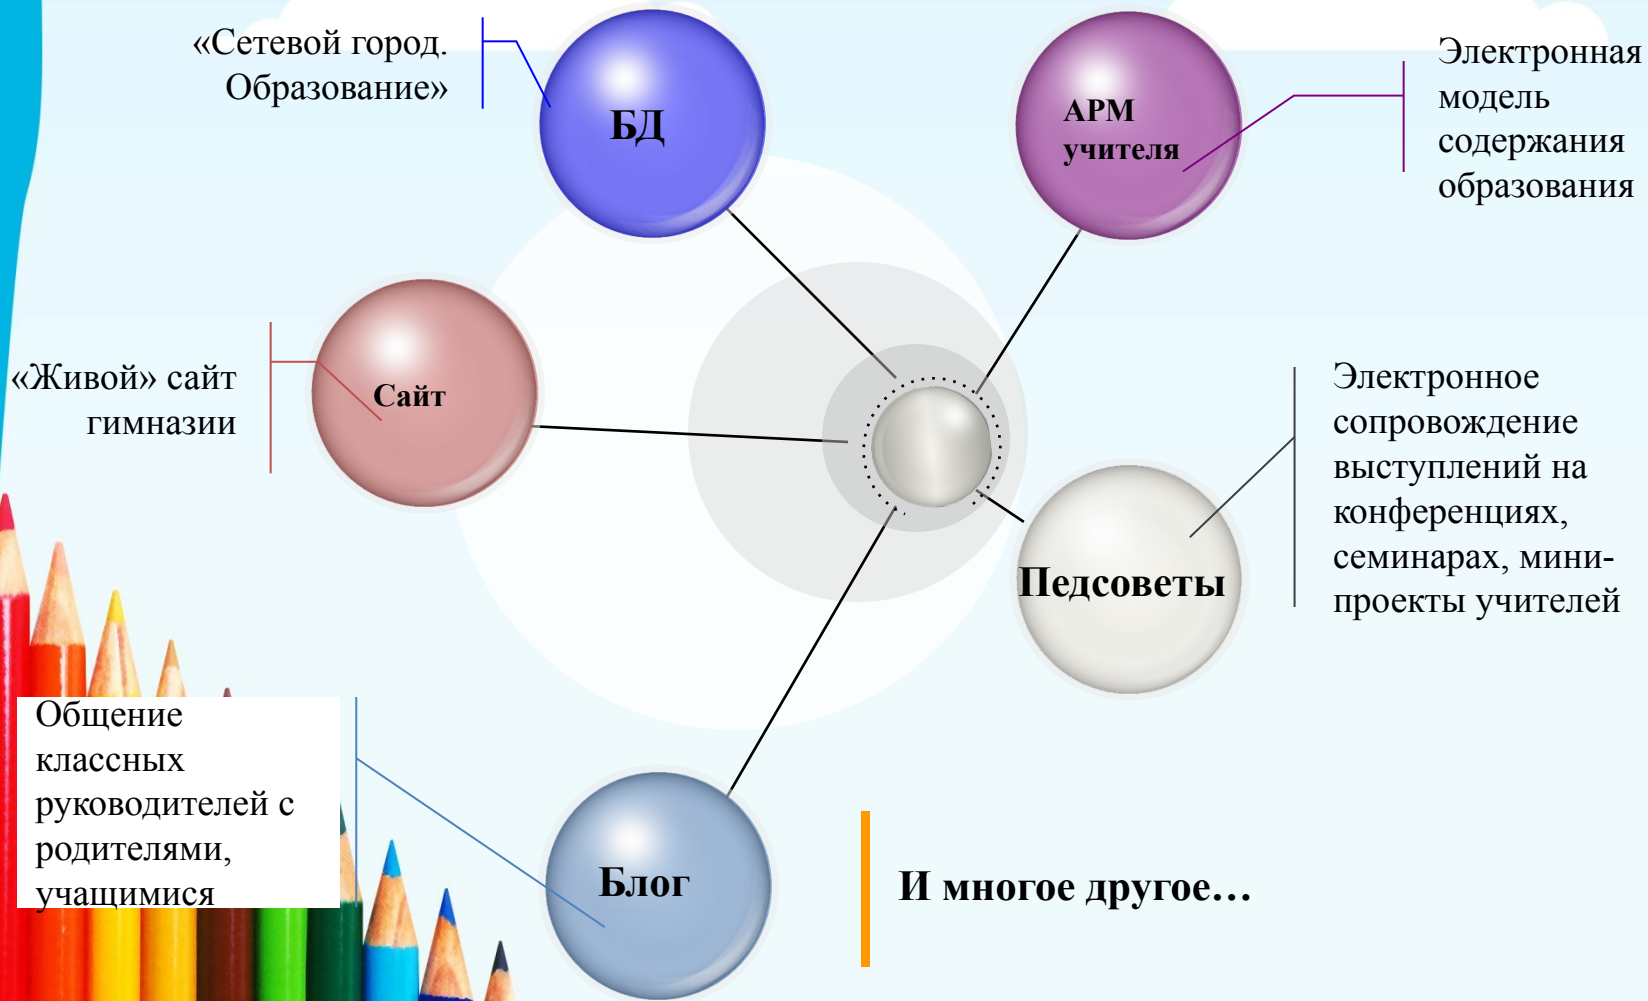 «Сетевой город.
Образование»
БД
АРМ
учителя
Электронная
модель
содержания
образования
«Живой» сайт
гимназии
Сайт
Электронное
сопровождение
выступлений на
конференциях,
семинарах, мини-
проекты учителей
Педсоветы
Общение
классных
руководителей с
родителями,
учащимися
Блог
И многое другое…